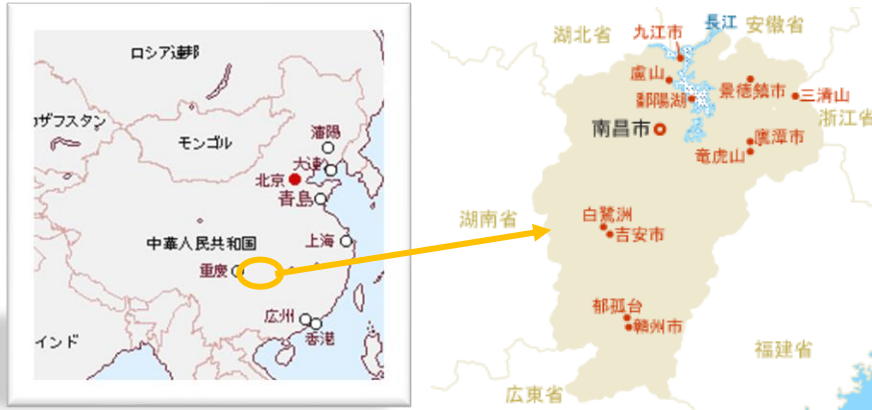 ロシア連邦
カザフスタン
モンゴル
瀋陽
大連
北京
青島
中華人民共和国
上海
重慶
広州
香港
インド
湖北省
九江市
長江
安徽省
盧山
鄱陽湖
景徳鎮市
三清山
浙江省
南昌市
鷹潭市
竜虎山
湖南省
白鷺洲
吉安市
郁孤台
贛州市
福建省
広東省